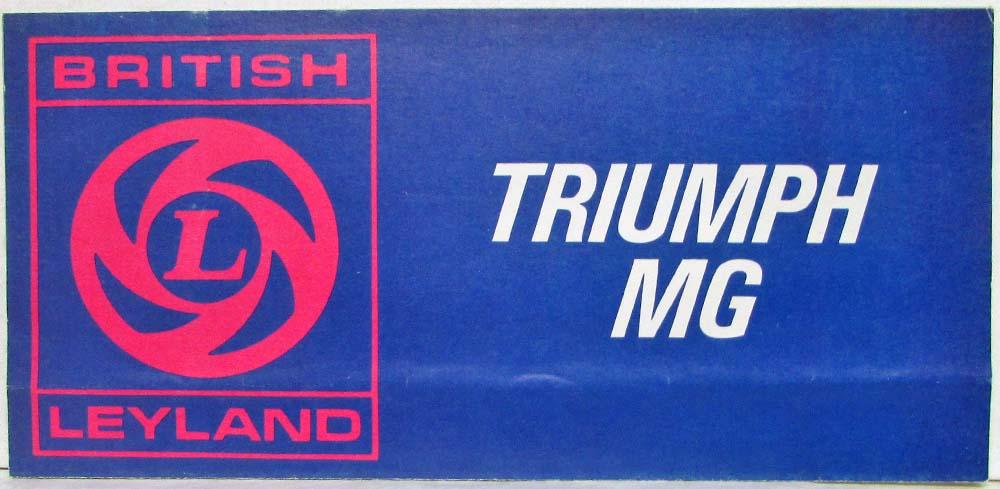 BRITISH
L
LEYLAND
TRIUMPH
MG